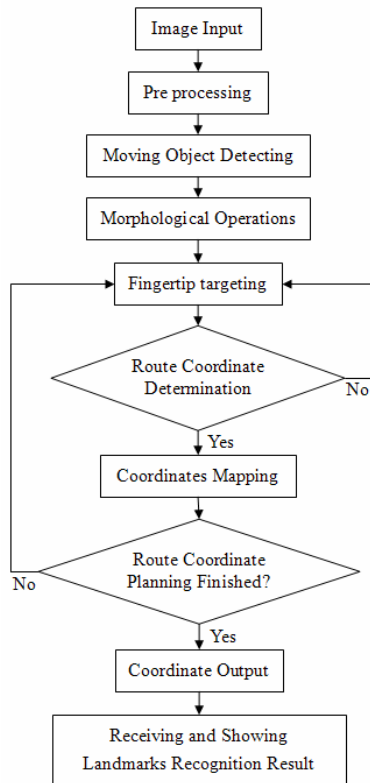 Image Input
Pre processing
Moving Object Detecting
Morphological Operations
Fingertip targeting
Route Coordinate
Determination
No
Yes
Coordinates Mapping
Route Coordinate
Planning Finished?
No
Yes
Coordinate Output
Receiving and Showing
Landmarks Recognition Result